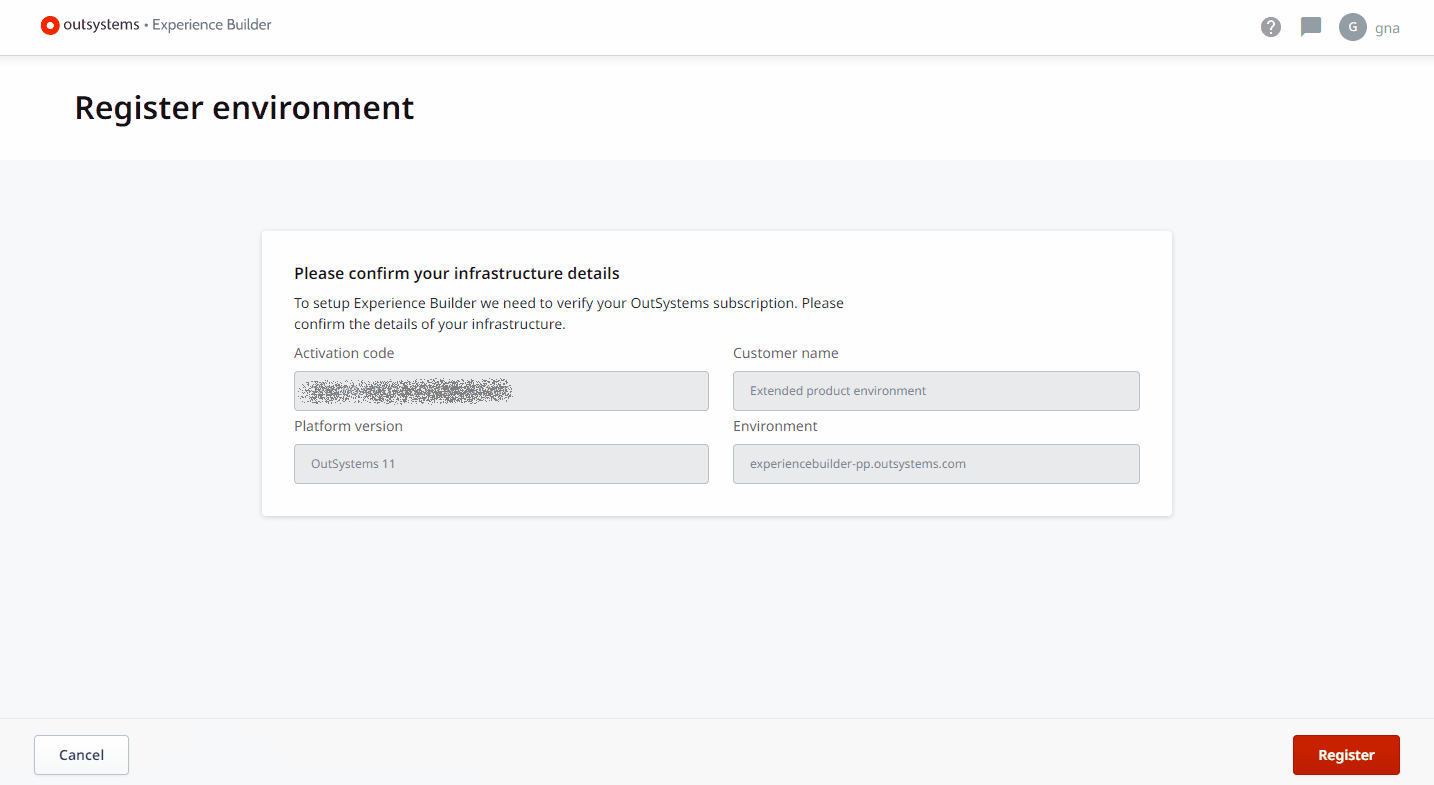 outsystems • Experience Builder
? G gna
Register environment
Please confirm your infrastructure details
To setup Experience Builder we need to verify your OutSystems subscription. Please
confirm the details of your infrastructure.
Activation code
Customer name
Extended product environment
Platform version
Environment
OutSystems 11
experiencebuilder-pp.outsystems.com
Cancel
Register